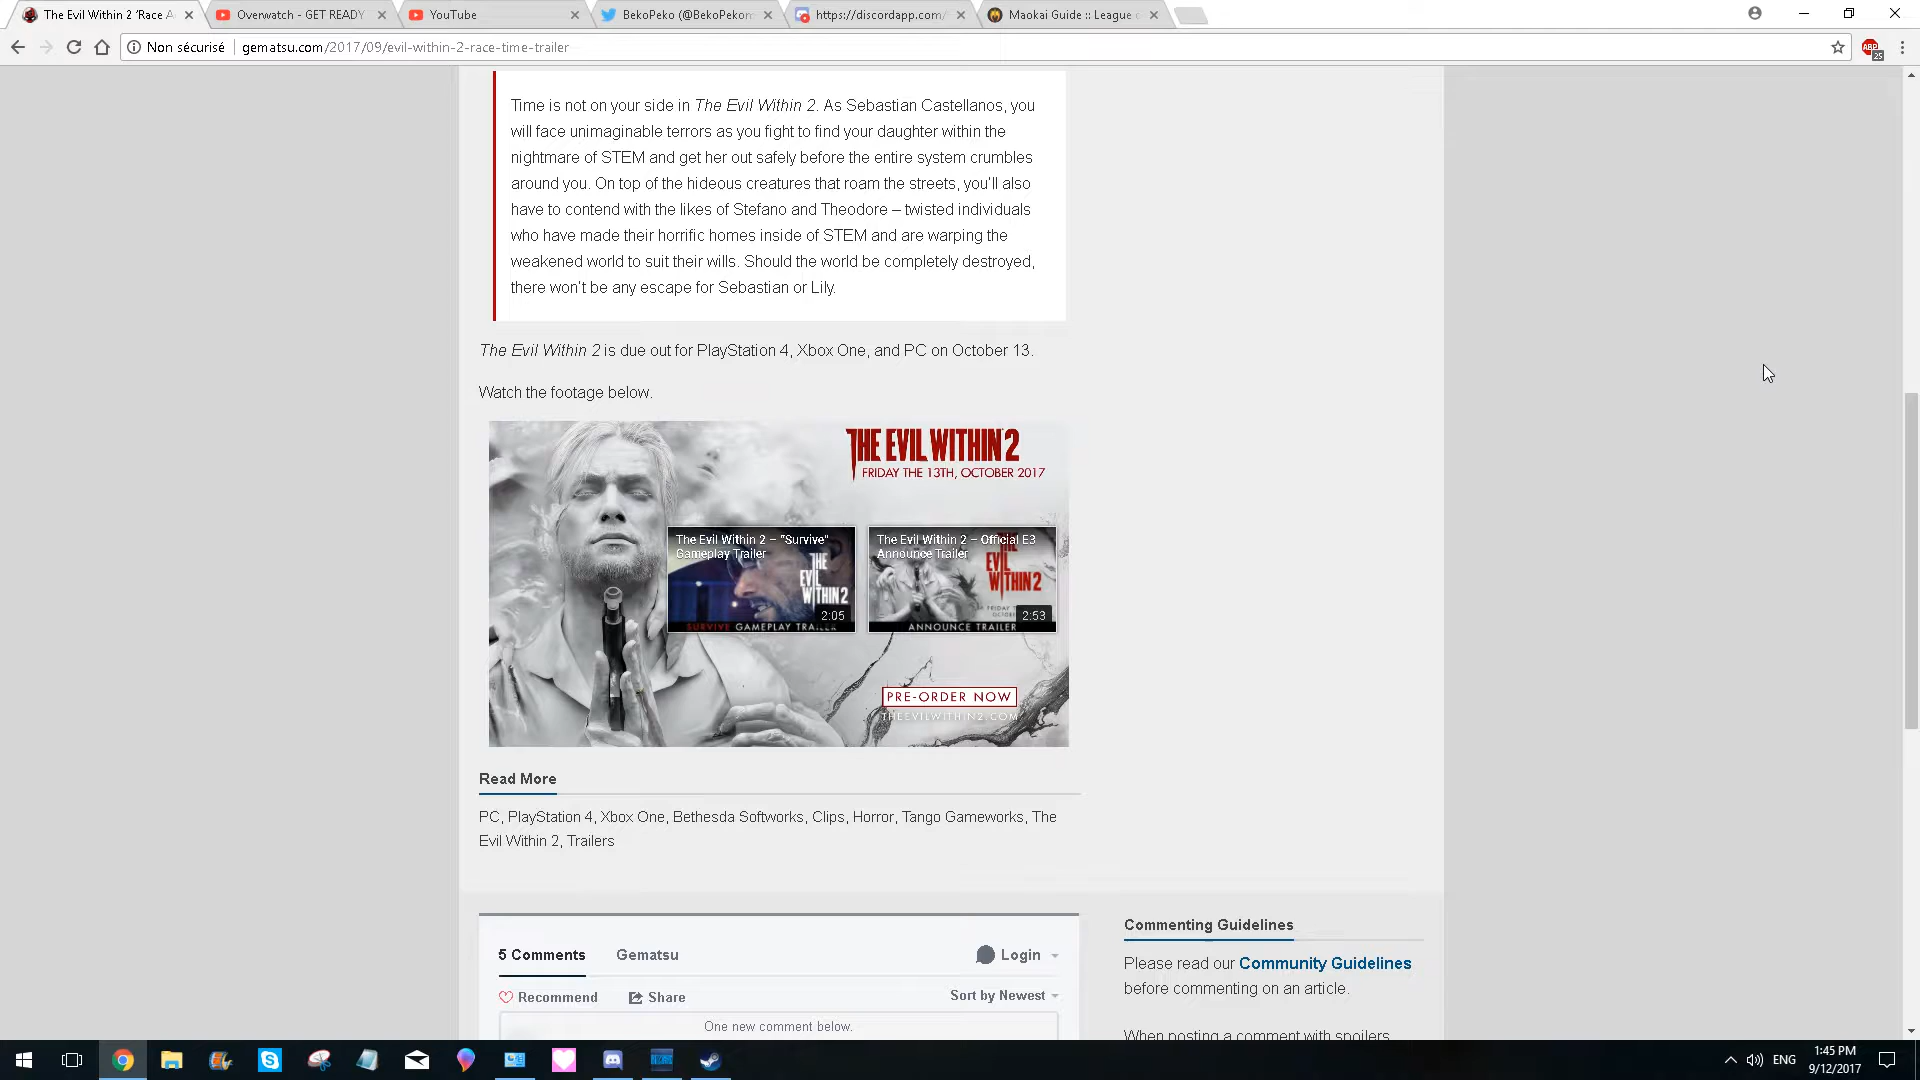 The Evil Within 2 'Race A
Overwatch - GET READY
YouTube
BekoPeko (@BekoPekon
https://discordapp.com/
Maokai Guide :: League o
Non sécurisé
gematsu.com/2017/09/evil-within-2-race-time-trailer
ABP
25
Time is not on your side in The Evil Within 2. As Sebastian Castellanos, you
will face unimaginable terrors as you fight to find your daughter within the
nightmare of STEM and get her out safely before the entire system crumbles
around you. On top of the hideous creatures that roam the streets, you'll also
have to contend with the likes of Stefano and Theodore – twisted individuals
who have made their horrific homes inside of STEM and are warping the
weakened world to suit their wills. Should the world be completely destroyed,
there won't be any escape for Sebastian or Lily.
The Evil Within 2 is due out for PlayStation 4, Xbox One, and PC on October 13.
Watch the footage below.
THE EVIL WITHIN 2
FRIDAY THE 13TH, OCTOBER 2017
The Evil Within 2 – "Survive"
Gameplay Trailer
THE
EVIL
WITHIN 2
2:05
SURVIVE GAMEPLAY TRAILER
The Evil Within 2 – Official E3
Announce Trailer
THE
EVIL
WITHIN 2
2:53
ANNOUNCE TRAILER
PRE-ORDER NOW
THEEVILWITHIN2.COM
Read More
PC, PlayStation 4, Xbox One, Bethesda Softworks, Clips, Horror, Tango Gameworks, The
Evil Within 2, Trailers
5 Comments
Gematsu
Login
Recommend
Share
Sort by Newest
One new comment below.
Commenting Guidelines
Please read our Community Guidelines
before commenting on an article.
When posting a comment with spoilers
ENG
1:45 PM
9/12/2017